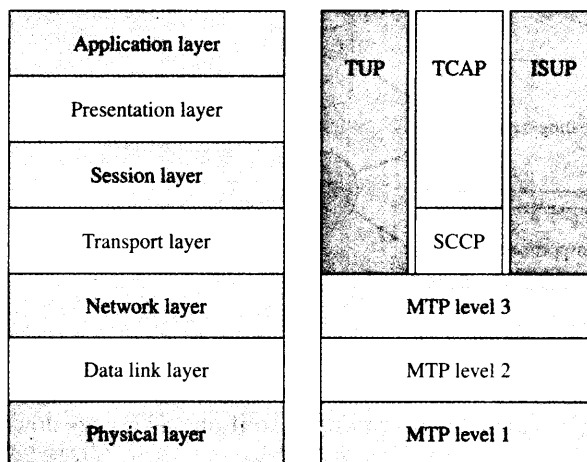 Application layer
Presentation layer
Session layer
Transport layer
Network layer
Data link layer
Physical layer
TUP
TCAP
ISUP
SCCP
MTP level 3
MTP level 2
MTP level 1